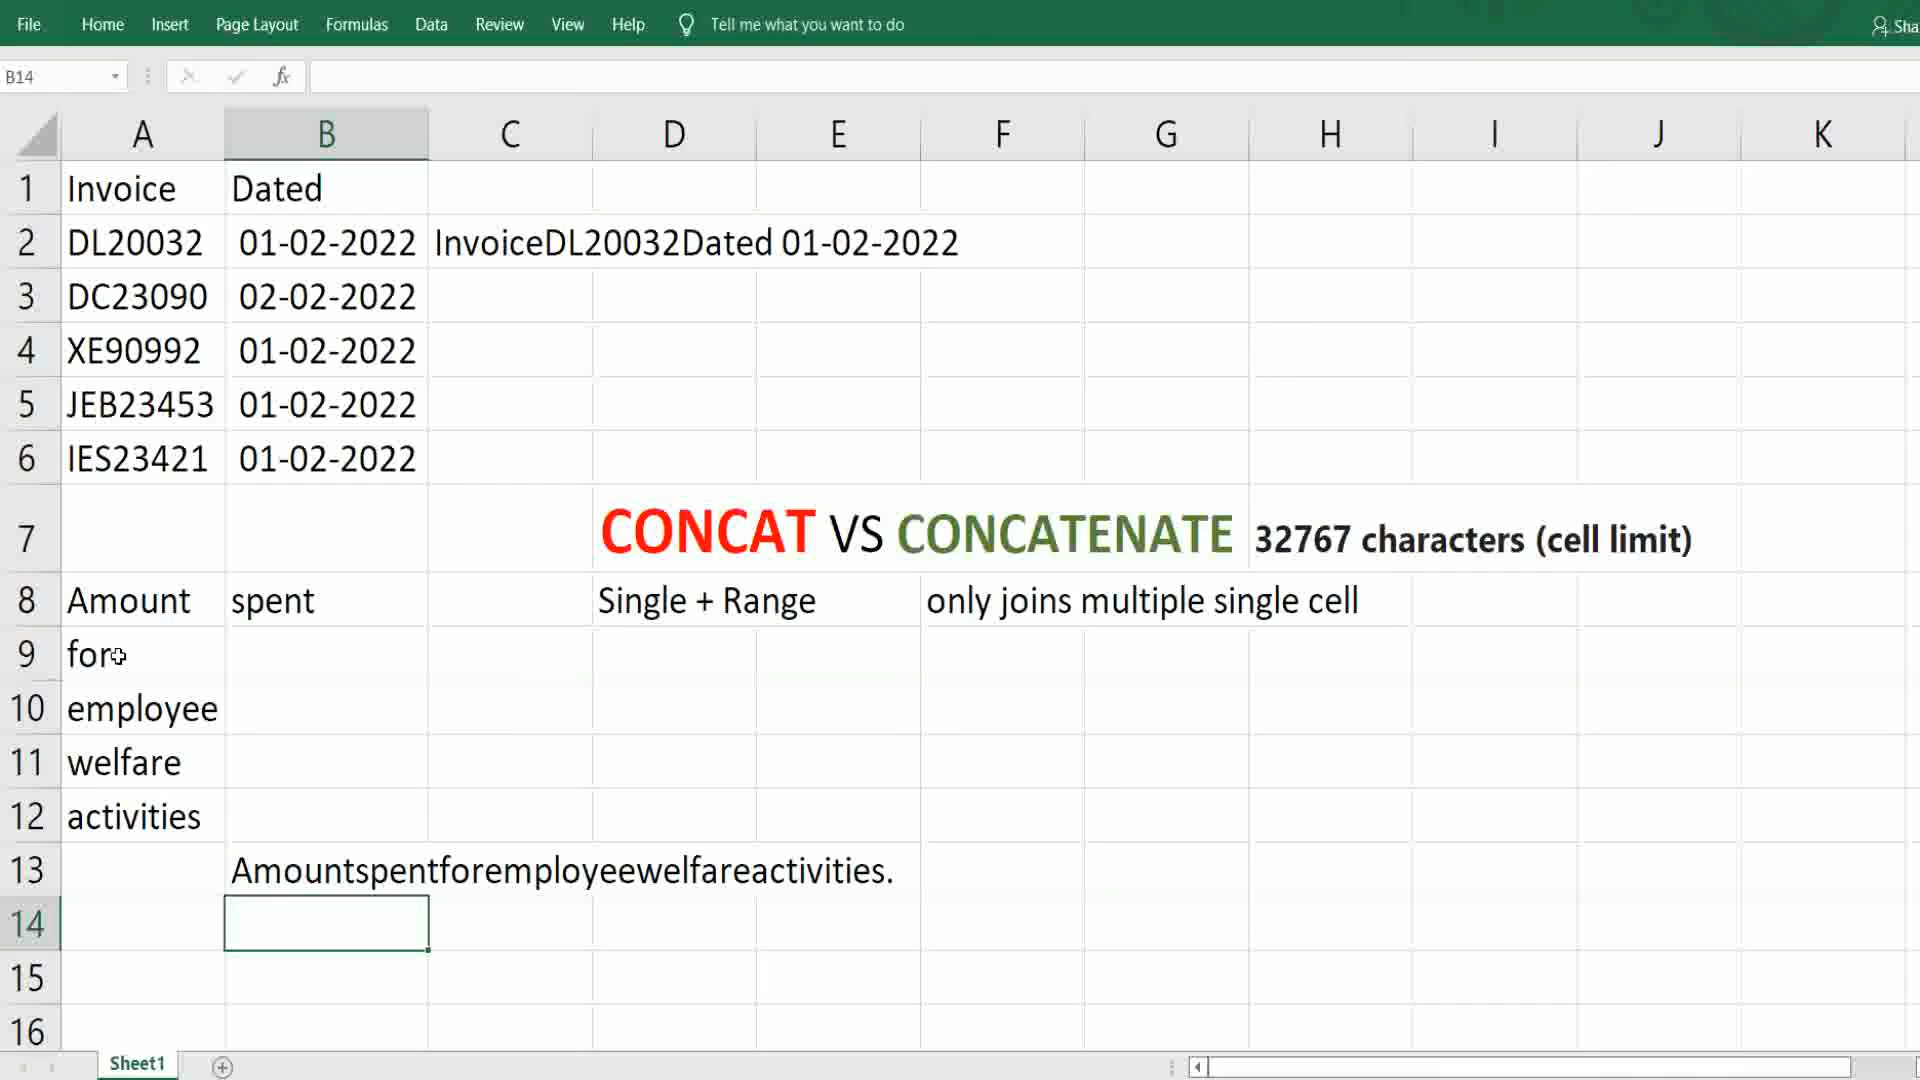 File Home Insert Page Layout Formulas Data Review View Help Tell me what you want to do
B14 fx
A B C D E F G H I J K
1 Invoice Dated
2 DL20032 01-02-2022 InvoiceDL20032Dated 01-02-2022
3 DC23090 02-02-2022
4 XE90992 01-02-2022
5 JEB23453 01-02-2022
6 IES23421 01-02-2022
7 CONCAT VS CONCATENATE 32767 characters (cell limit)
8 Amount spent Single + Range only joins multiple single cell
9 for
10 employee
11 welfare
12 activities
13 Amountspentforemployeewelfareactivities.
14
15
16
Sheet1